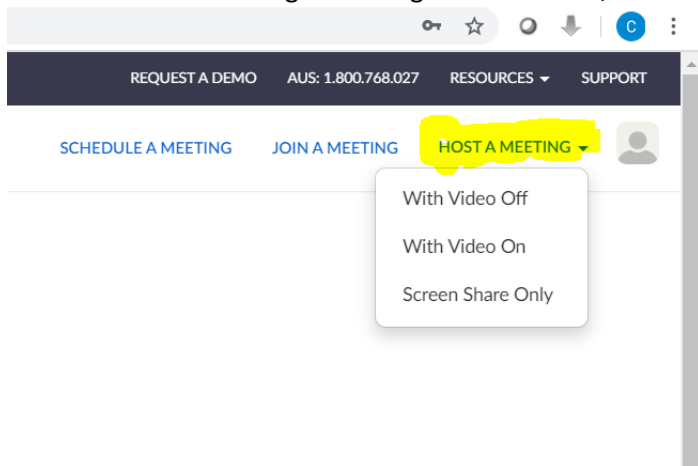 C
REQUEST A DEMO AUS: 1.800.768.027 RESOURCES SUPPORT
SCHEDULE A MEETING JOIN A MEETING HOST A MEETING
With Video Off
With Video On
Screen Share Only